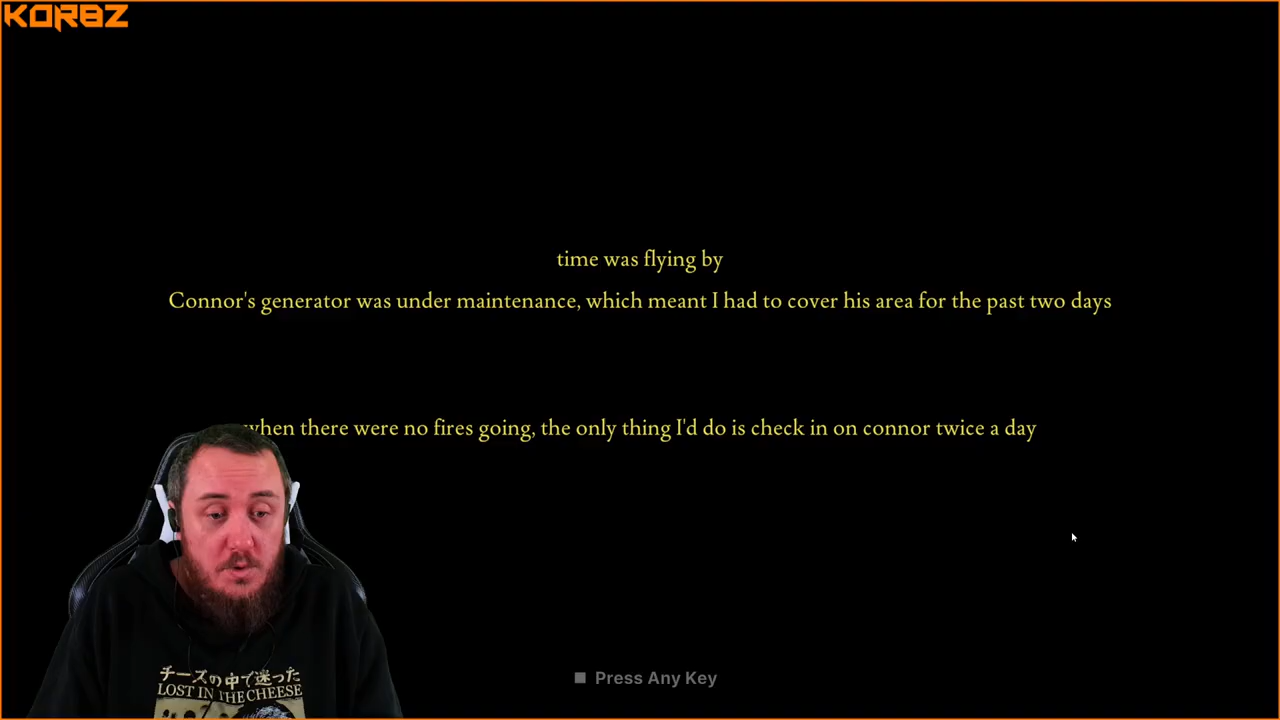 KORBZ
time was flying by
Connor's generator was under maintenance, which meant I had to cover his area for the past two days
when there were no fires going, the only thing I'd do is check in on connor twice a day
Press Any Key
チーズの中で迷った
LOST IN THE CHEESE